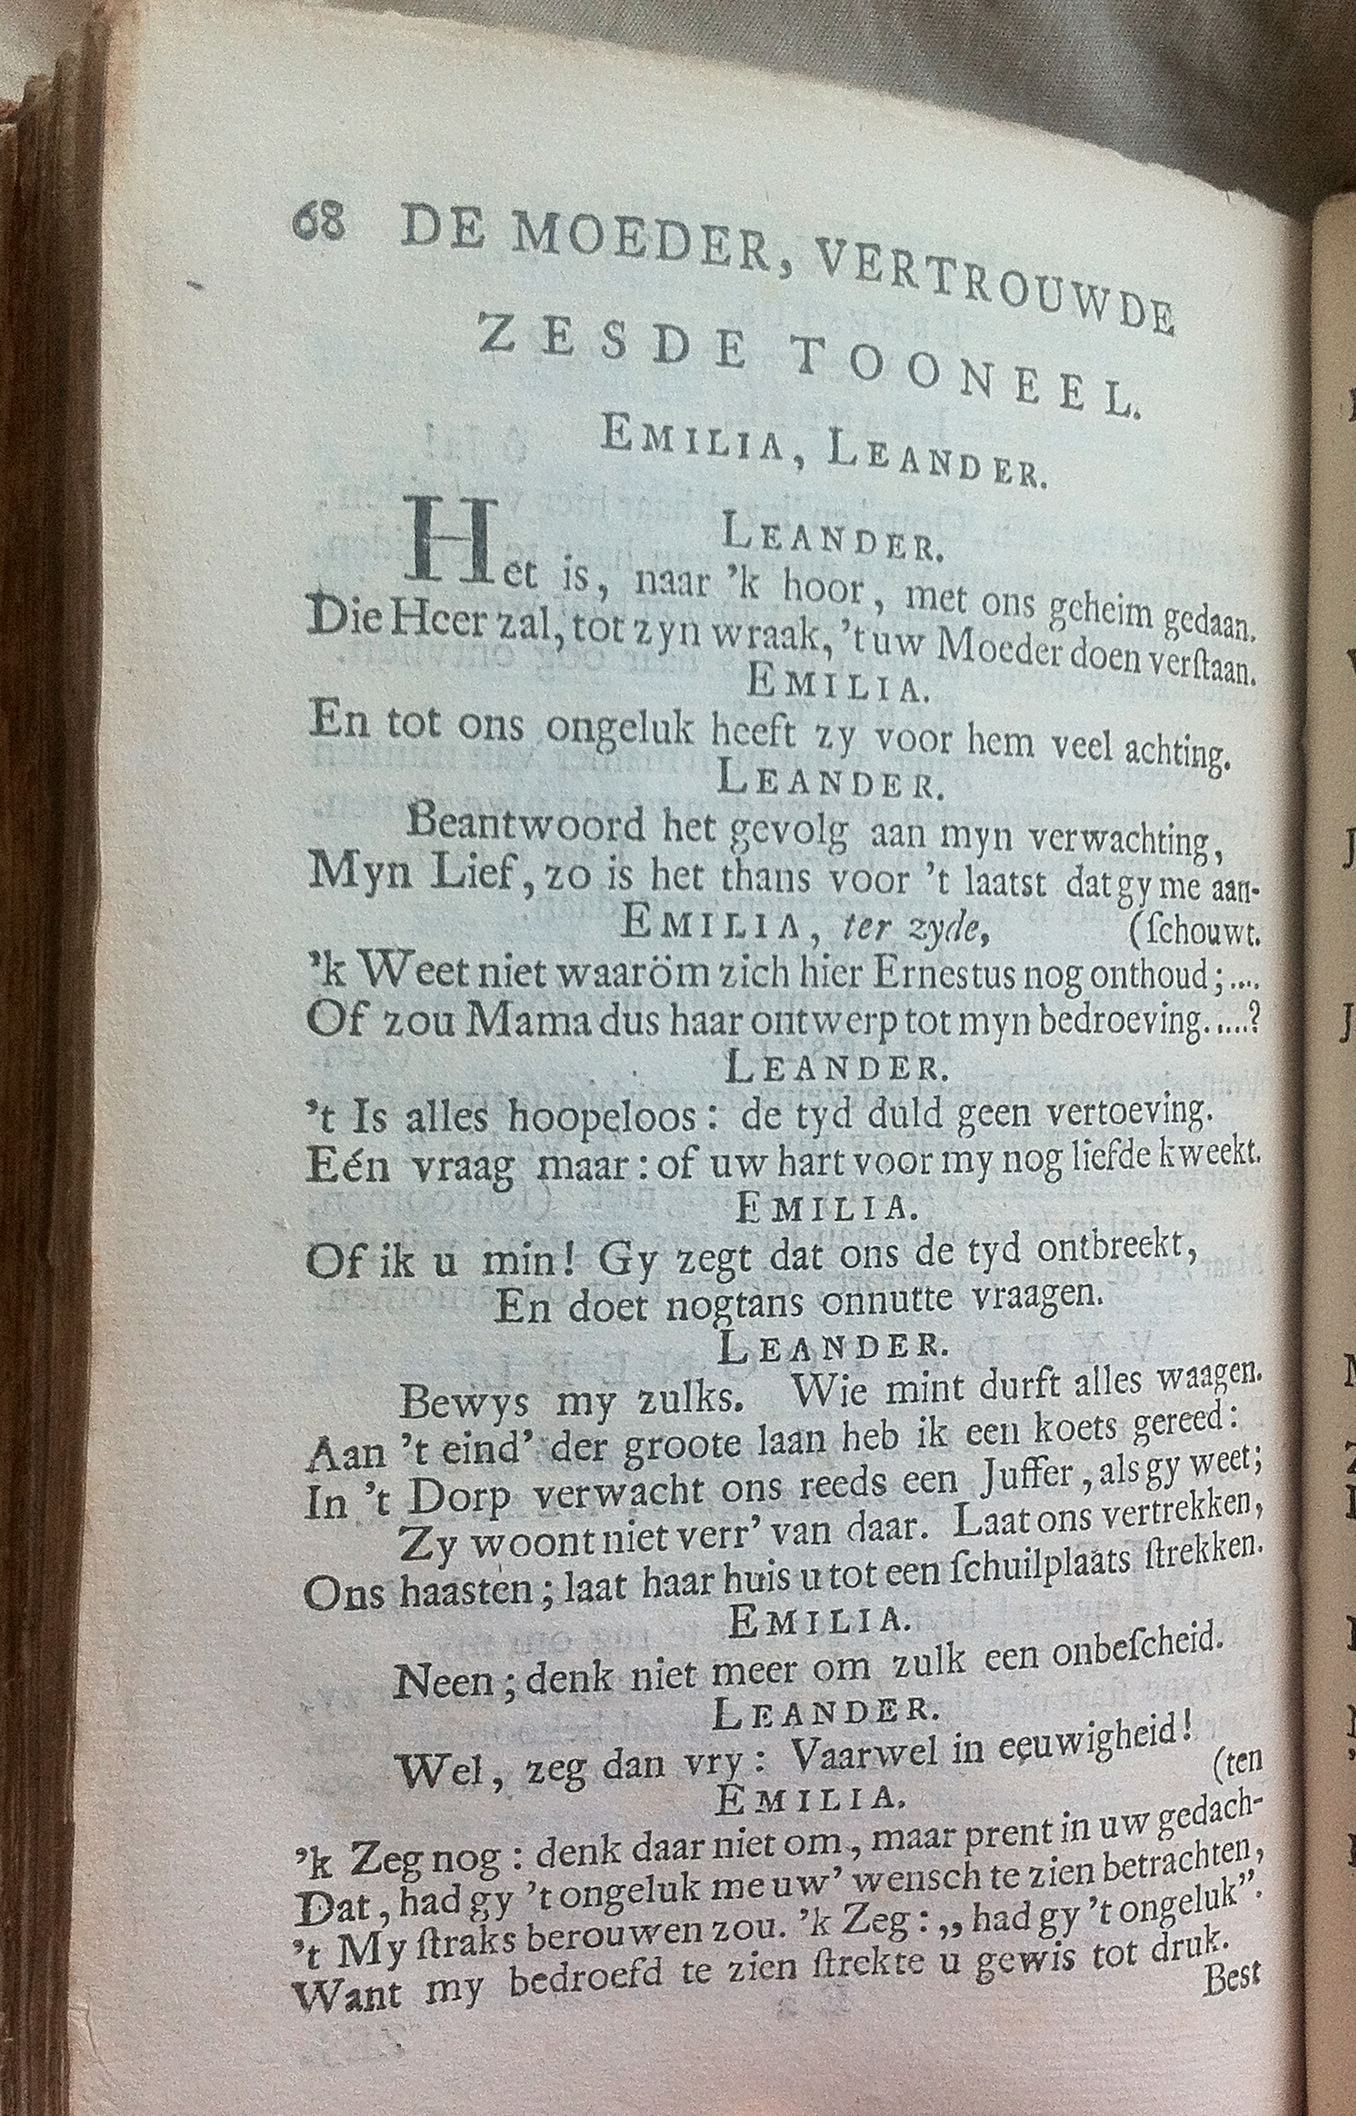 68 DE MOEDER, VERTROUWDE
ZESDE TOONEEL.
EMILIA, LEANDER.
LEANDER.
Het is, naar ’k hoor, met ons geheim gedaan.
Die Heer zal, tot zyn wraak, ’t uw Moeder doen verſtaan.
EMILIA.
En tot ons ongeluk heeft zy voor hem veel achting.
LEANDER.
Beantwoord het gevolg aan myn verwachting,
Myn Lief, zo is het thans voor ’t laatst dat gy me aan-
EMILIA, ter zyde, (ſchouwt.
’k Weet niet waaröm zich hier Ernestus nog onthoud; ....
Of zou Mama dus haar ontwerp tot myn bedroeving.....?
LEANDER.
’t Is alles hoopeloos: de tyd duld geen vertoeving.
Eén vraag maar: of uw hart voor my nog liefde kweekt.
EMILIA.
Of ik u min! Gy zegt dat ons de tyd ontbreekt,
En doet nogtans onnutte vraagen.
LEANDER.
Bewys my zulks. Wie mint durft alles waagen.
Aan ’t eind’ der groote laan heb ik een koets gereed:
In ’t Dorp verwacht ons reeds een Juffer, als gy weet;
Zy woont niet verr’ van daar. Laat ons vertrekken,
Ons haasten; laat haar huis u tot een ſchuilplaats ſtrekken.
EMILIA.
Neen; denk niet meer om zulk een onbeſcheid.
LEANDER.
Wel, zeg dan vry: Vaarwel in eeuwigheid!
EMILIA. (ten
’k Zeg nog: denk daar niet om, maar prent in uw gedach-
Dat, had gy ’t ongeluk me uw’ wensch te zien betrachten,
’t My ſtraks berouwen zou. ’k Zeg: „ had gy ’t ongeluk”.
Want my bedroefd te zien ſtrekte u gewis tot druk.
Best